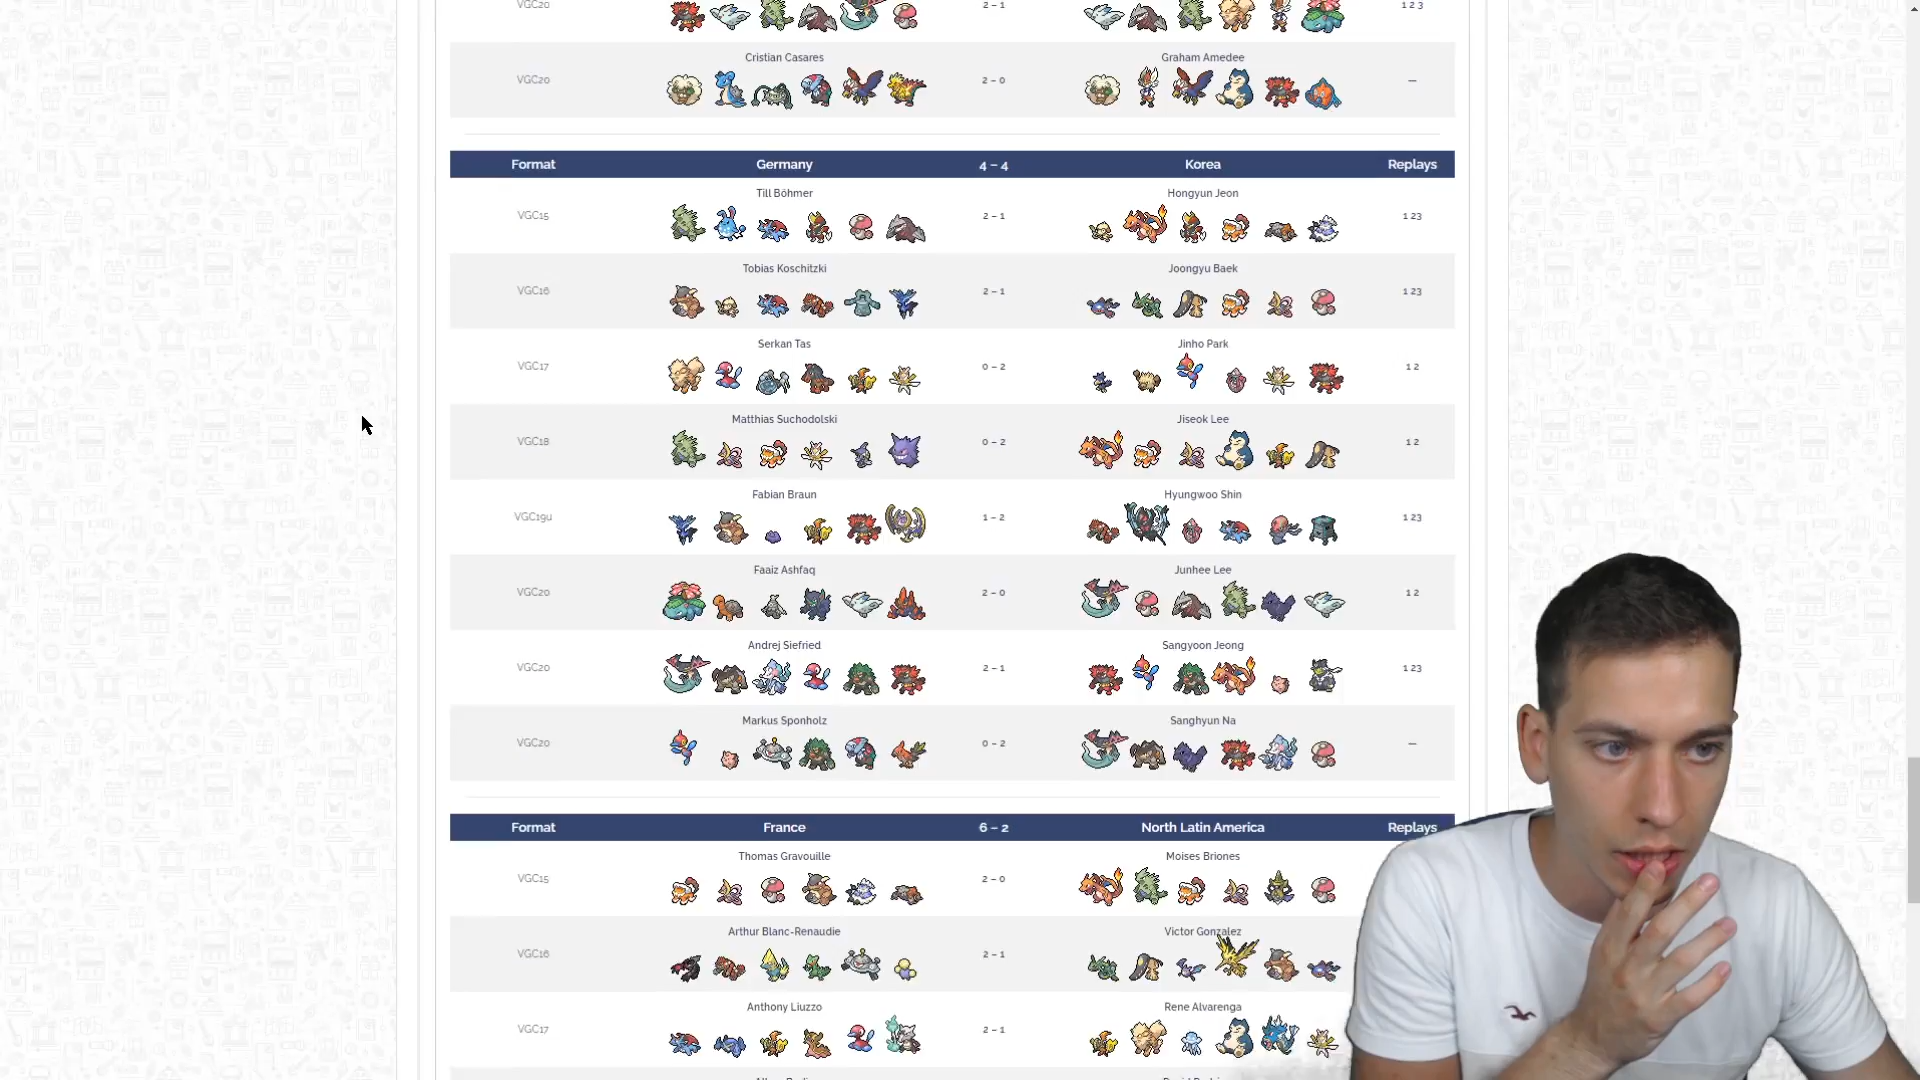 VGC20 2 – 1 1 2 3
Cristian Casares Graham Amedee
VGC20 2 – 0 —
Format Germany 4 – 4 Korea Replays
Till Böhmer Hongyun Jeon
VGC15 2 – 1 1 2 3
Tobias Koschitzki Joongyu Baek
VGC16 2 – 1 1 2 3
Serkan Tas Jinho Park
VGC17 0 – 2 1 2
Matthias Suchodolski Jiseok Lee
VGC18 0 – 2 1 2
Fabian Braun Hyungwoo Shin
VGC19u 1 – 2 1 2 3
Faaiz Ashfaq Junhee Lee
VGC20 2 – 0 1 2
Andrej Siefried Sangyoon Jeong
VGC20 2 – 1 1 2 3
Markus Sponholz Sanghyun Na
VGC20 0 – 2 —
Format France 6 – 2 North Latin America Replays
Thomas Gravouille Moises Briones
VGC15 2 – 0
Arthur Blanc-Renaudie Victor Gonzalez
VGC16 2 – 1
Anthony Liuzzo Rene Alvarenga
VGC17 2 – 1